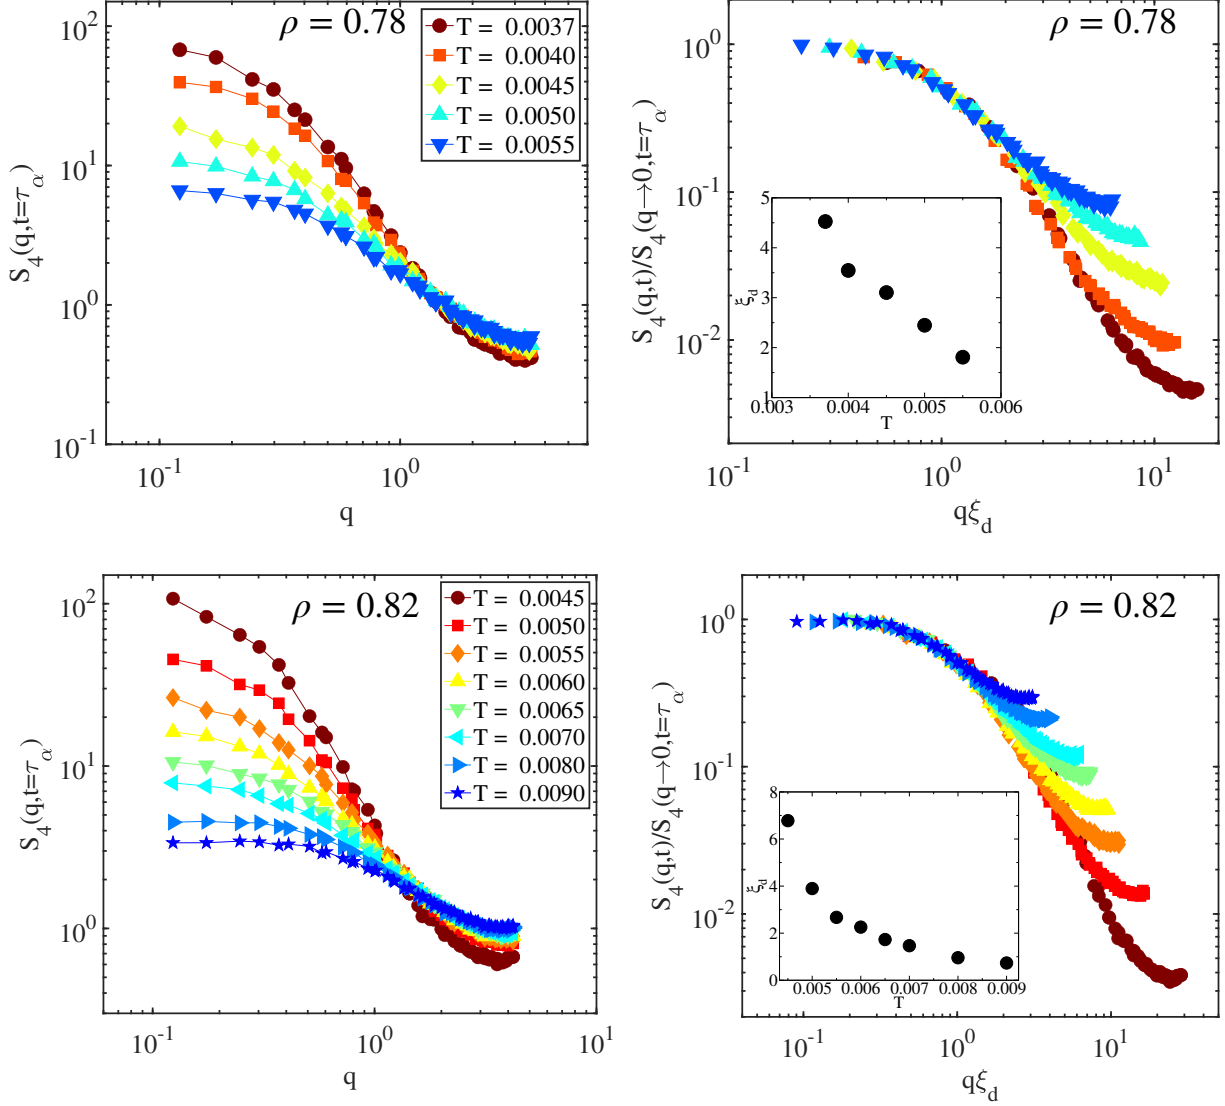 ρ = 0.78
T = 0.0037
T = 0.0040
T = 0.0045
T = 0.0050
T = 0.0055
10^2
10^1
10^0
10^-1
S_4(q,t=τ_α)
10^-1
10^0
q
ρ = 0.78
10^0
10^-1
10^-2
S_4(q,t)/S_4(q→0,t=τ_α)
5
4
3
2
1
ξ_d
0.003
0.004
0.005
0.006
T
10^-1
10^0
10^1
qξ_d
ρ = 0.82
T = 0.0045
T = 0.0050
T = 0.0055
T = 0.0060
T = 0.0065
T = 0.0070
T = 0.0080
T = 0.0090
10^2
10^1
10^0
S_4(q,t=τ_α)
10^-1
10^0
10^1
q
ρ = 0.82
10^0
10^-1
10^-2
S_4(q,t)/S_4(q→0,t=τ_α)
8
6
4
2
0
ξ_d
0.005
0.006
0.007
0.008
0.009
T
10^-1
10^0
10^1
qξ_d